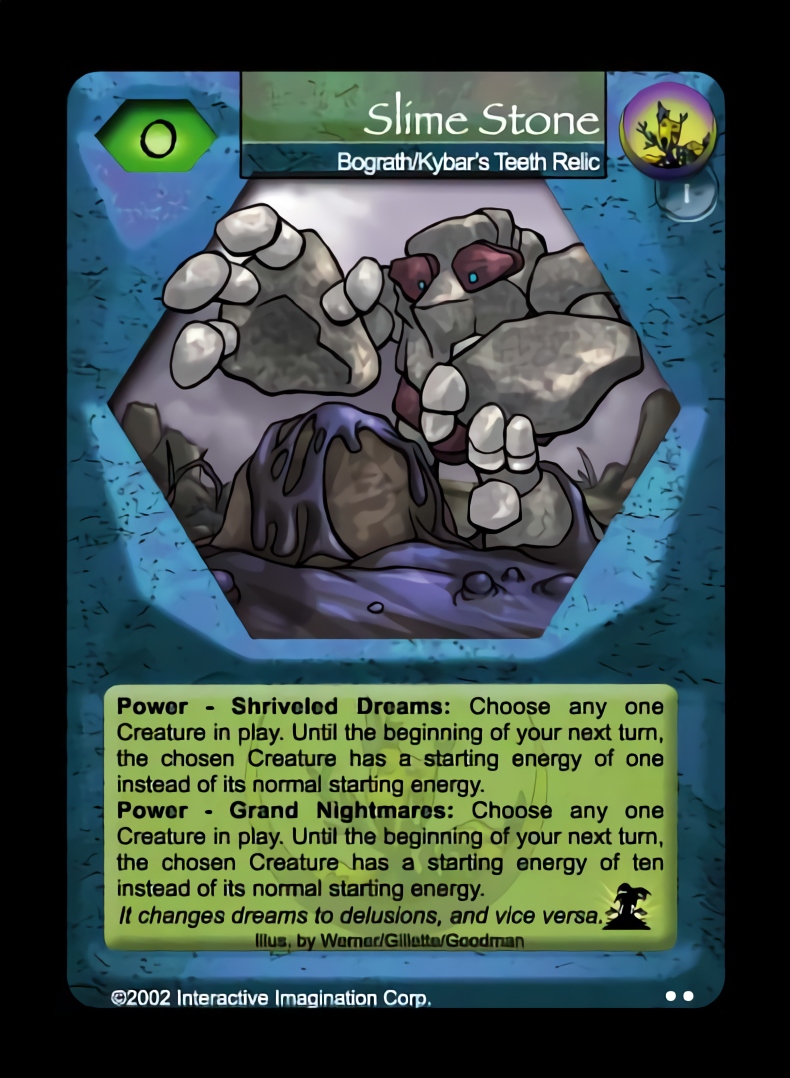 0
Slime Stone
Bograth/Kybar's Teeth Relic
1
Power - Shriveled Dreams: Choose any one
Creature in play. Until the beginning of your next turn,
the chosen Creature has a starting energy of one
instead of its normal starting energy.
Power - Grand Nightmares: Choose any one
Creature in play. Until the beginning of your next turn,
the chosen Creature has a starting energy of ten
instead of its normal starting energy.
It changes dreams to delusions, and vice versa.
Illus. by Werner/Gillette/Goodman
©2002 Interactive Imagination Corp.